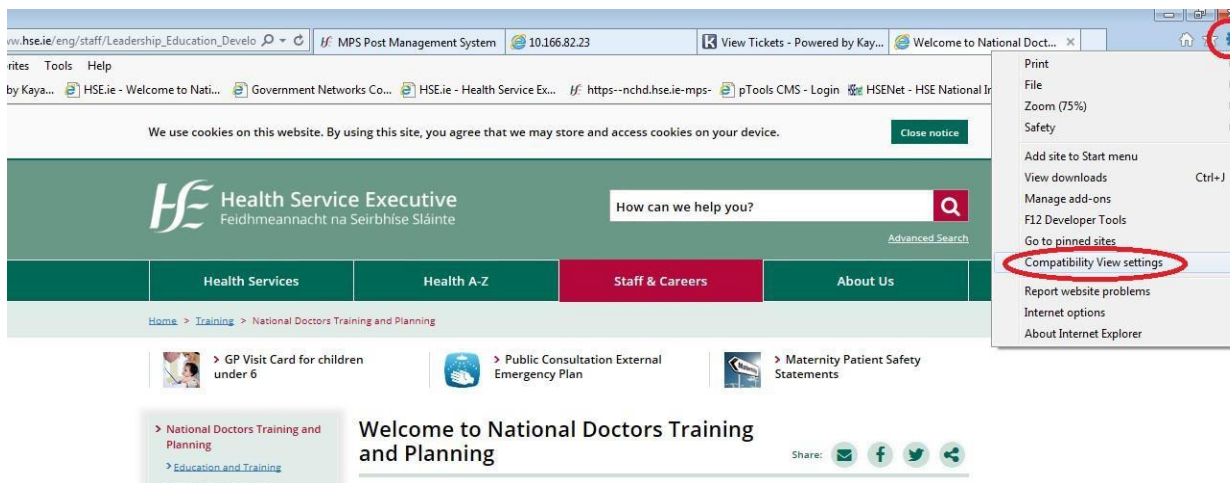 ww.hse.ie/eng/staff/Leadership_Education_Develo
MPS Post Management System
10.166.82.23
View Tickets - Powered by Kay...
Welcome to National Doct...
rites Tools Help
by Kaya...
HSE.ie - Welcome to Nati...
Government Networks Co...
HSE.ie - Health Service Ex...
https--nchd.hse.ie-mps-
pTools CMS - Login
HSENet - HSE National Ir
Print
File
Zoom (75%)
Safety
Add site to Start menu
View downloads Ctrl+J
Manage add-ons
F12 Developer Tools
Go to pinned sites
Compatibility View settings
Report website problems
Internet options
About Internet Explorer
We use cookies on this website. By using this site, you agree that we may store and access cookies on your device.
Close notice
Health Service Executive
Feidhmeannacht na Seirbhíse Sláinte
How can we help you?
Advanced Search
Health Services
Health A-Z
Staff & Careers
About Us
Home > Training > National Doctors Training and Planning
> GP Visit Card for children
under 6
> Public Consultation External
Emergency Plan
> Maternity Patient Safety
Statements
> National Doctors Training and
Planning
> Education and Training
Welcome to National Doctors Training
and Planning
Share: